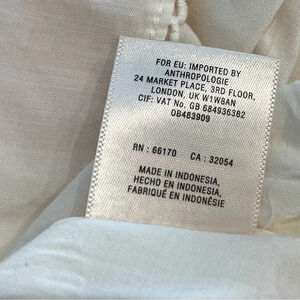 FOR EU: IMPORTED BY
ANTHROPOLOGIE
24 MARKET PLACE, 3RD FLOOR,
LONDON, UK W1W8AN
CIF: VAT No. GB 684936382
OB483909
RN : 66170 CA : 32054
MADE IN INDONESIA,
HECHO EN INDONESIA,
FABRIQUÉ EN INDONÉSIE